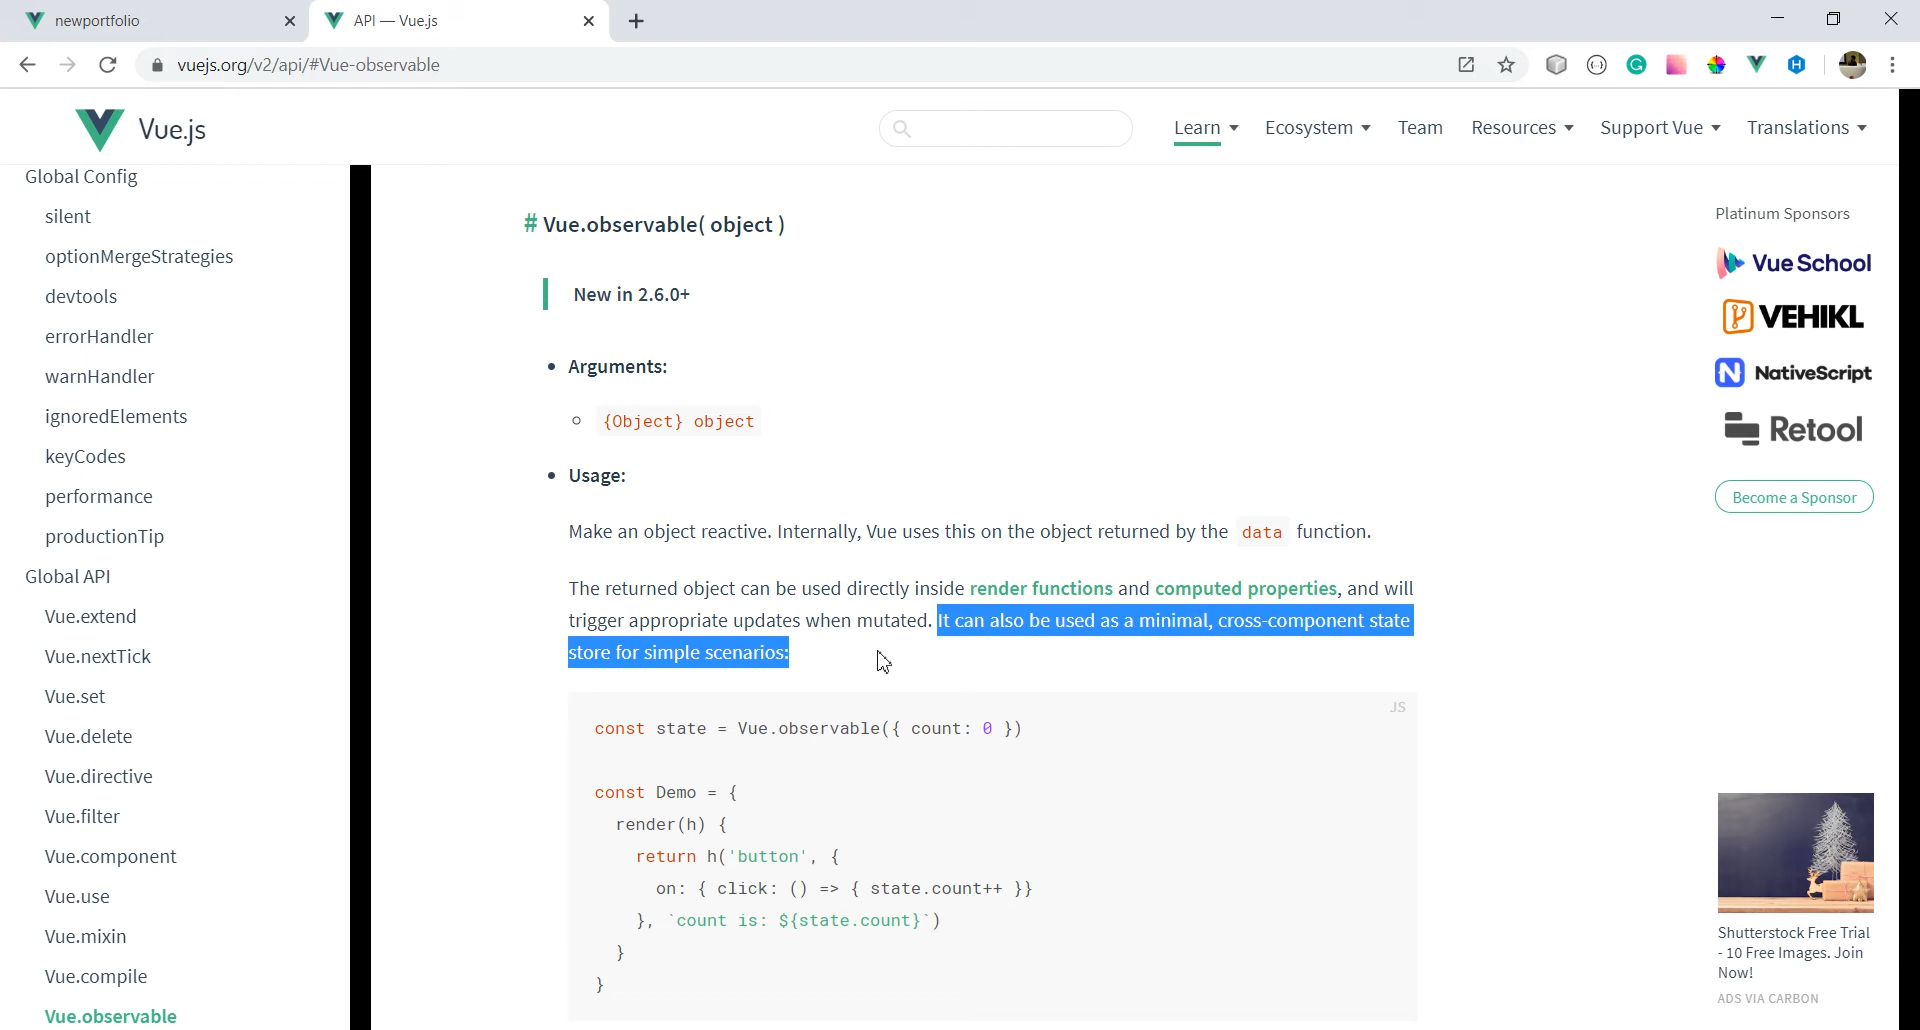 newportfolio
API — Vue.js
vuejs.org/v2/api/#Vue-observable
Vue.js
Learn
Ecosystem
Team
Resources
Support Vue
Translations
Global Config
silent
optionMergeStrategies
devtools
errorHandler
warnHandler
ignoredElements
keyCodes
performance
productionTip
Global API
Vue.extend
Vue.nextTick
Vue.set
Vue.delete
Vue.directive
Vue.filter
Vue.component
Vue.use
Vue.mixin
Vue.compile
Vue.observable
# Vue.observable( object )
New in 2.6.0+
Arguments:
{Object} object
Usage:
Make an object reactive. Internally, Vue uses this on the object returned by the data function.
The returned object can be used directly inside render functions and computed properties, and will
trigger appropriate updates when mutated. It can also be used as a minimal, cross-component state
store for simple scenarios:
JS
const state = Vue.observable({ count: 0 })
const Demo = {
render(h) {
return h('button', {
on: { click: () => { state.count++ }}
}, `count is: ${state.count}`)
}
}
Platinum Sponsors
Vue School
VEHIKL
NativeScript
Retool
Become a Sponsor
Shutterstock Free Trial
- 10 Free Images. Join
Now!
ADS VIA CARBON